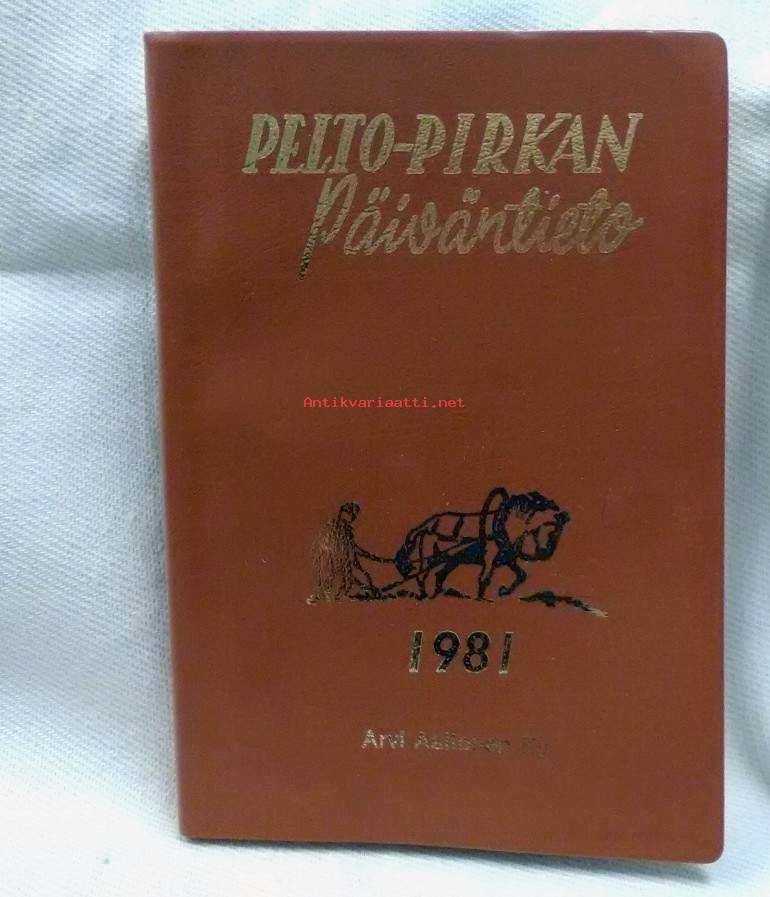 PELTO-PIRKAN
Päiväntieto
Antikvariaatti.net
1981
Arvi